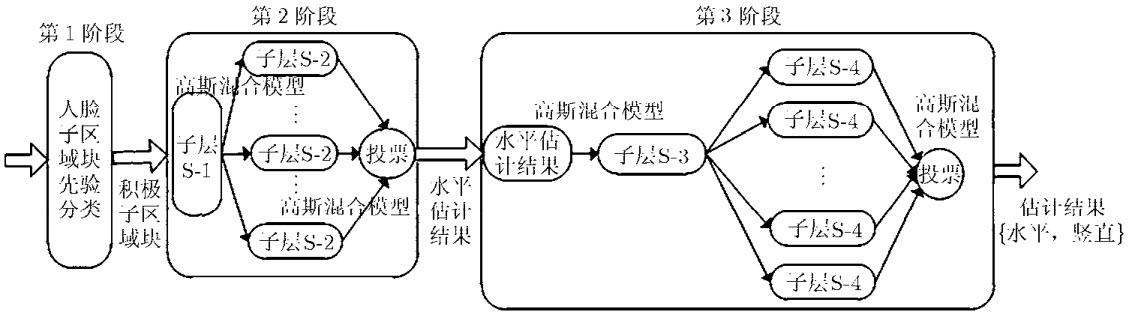 第1阶段
人脸
子区
域块
先验
分类
积极
子区
域块
第2阶段
高斯混合模型
子层
S-1
子层S-2
⋮
子层S-2
⋮
高斯混合模型
子层S-2
投票
水平
估计
结果
第3阶段
水平估
计结果
高斯混合模型
子层S-3
子层S-4
子层S-4
⋮
子层S-4
子层S-4
高斯混
合模型
投票
估计结果
{水平，竖直}